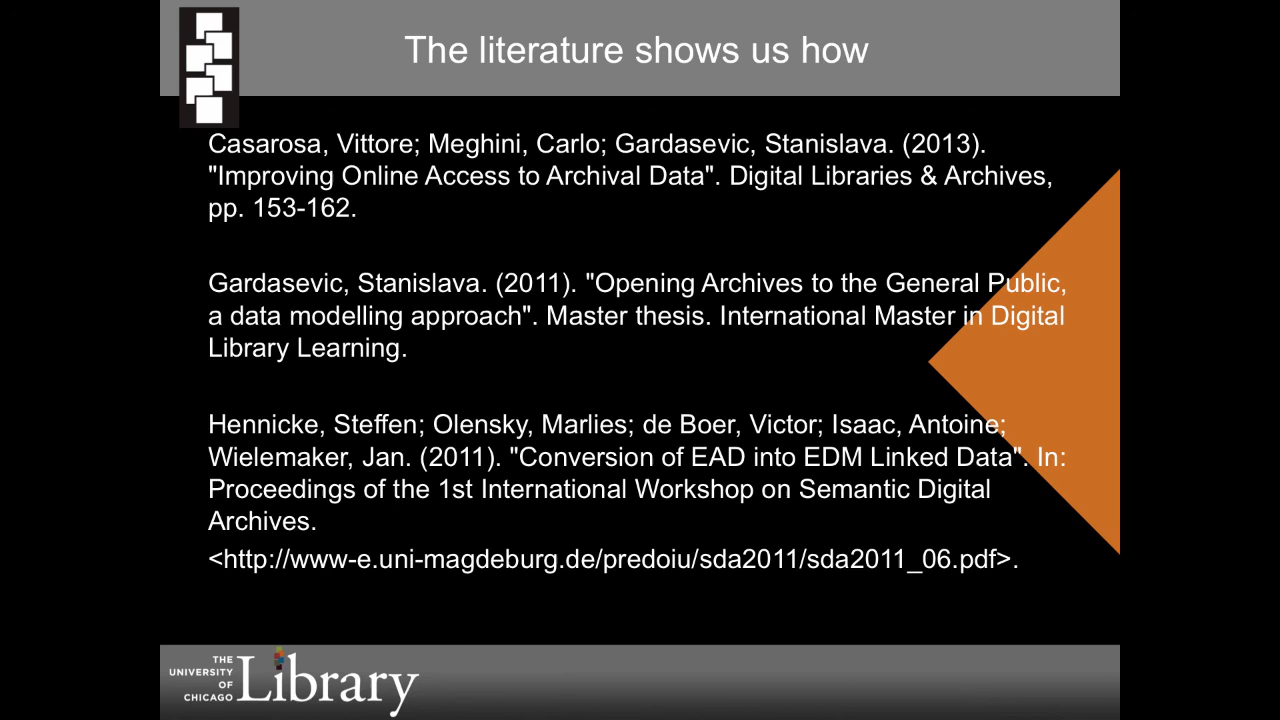 The literature shows us how
Casarosa, Vittore; Meghini, Carlo; Gardasevic, Stanislava. (2013).
"Improving Online Access to Archival Data". Digital Libraries & Archives,
pp. 153-162.
Gardasevic, Stanislava. (2011). "Opening Archives to the General Public,
a data modelling approach". Master thesis. International Master in Digital
Library Learning.
Hennicke, Steffen; Olensky, Marlies; de Boer, Victor; Isaac, Antoine;
Wielemaker, Jan. (2011). "Conversion of EAD into EDM Linked Data". In:
Proceedings of the 1st International Workshop on Semantic Digital
Archives.
<http://www-e.uni-magdeburg.de/predoiu/sda2011/sda2011_06.pdf>.
THE
UNIVERSITY
OF
CHICAGO
Library